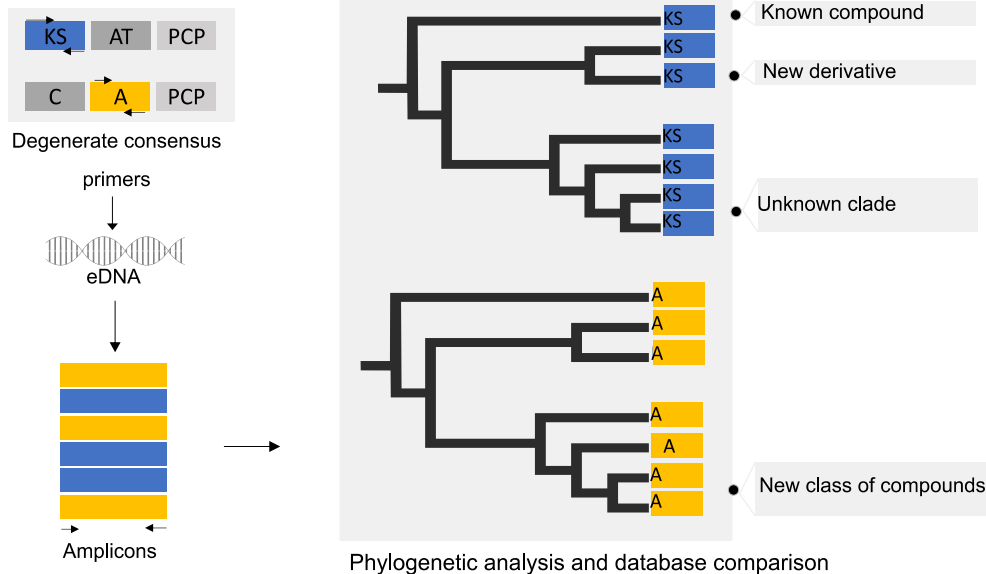 KS AT PCP
C A PCP
Degenerate consensus
primers
eDNA
Amplicons
KS
KS
KS
KS
KS
KS
KS
A
A
A
A
A
A
A
Known compound
New derivative
Unknown clade
New class of compounds
Phylogenetic analysis and database comparison